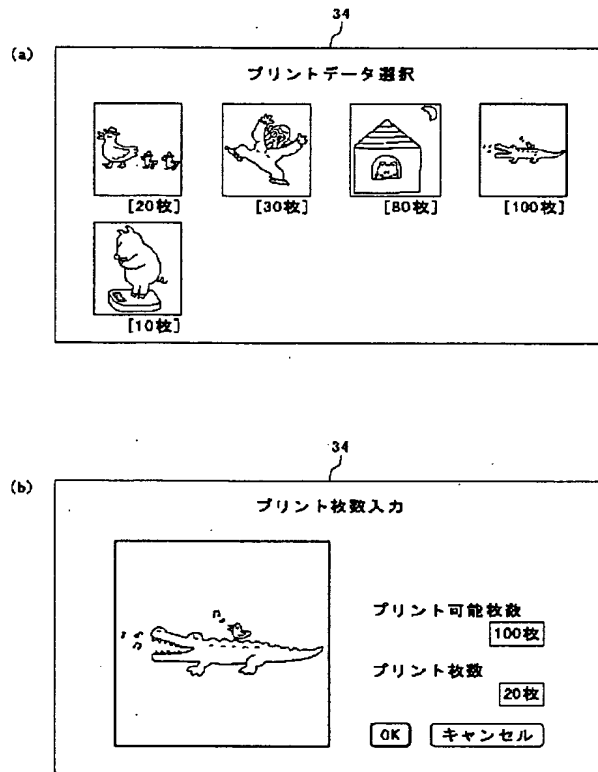 34
(a)
プリントデータ選択
[20枚] [30枚] [80枚] [100枚]
[10枚]
34
(b)
プリント枚数入力
プリント可能枚数
100枚
プリント枚数
20枚
OK キャンセル